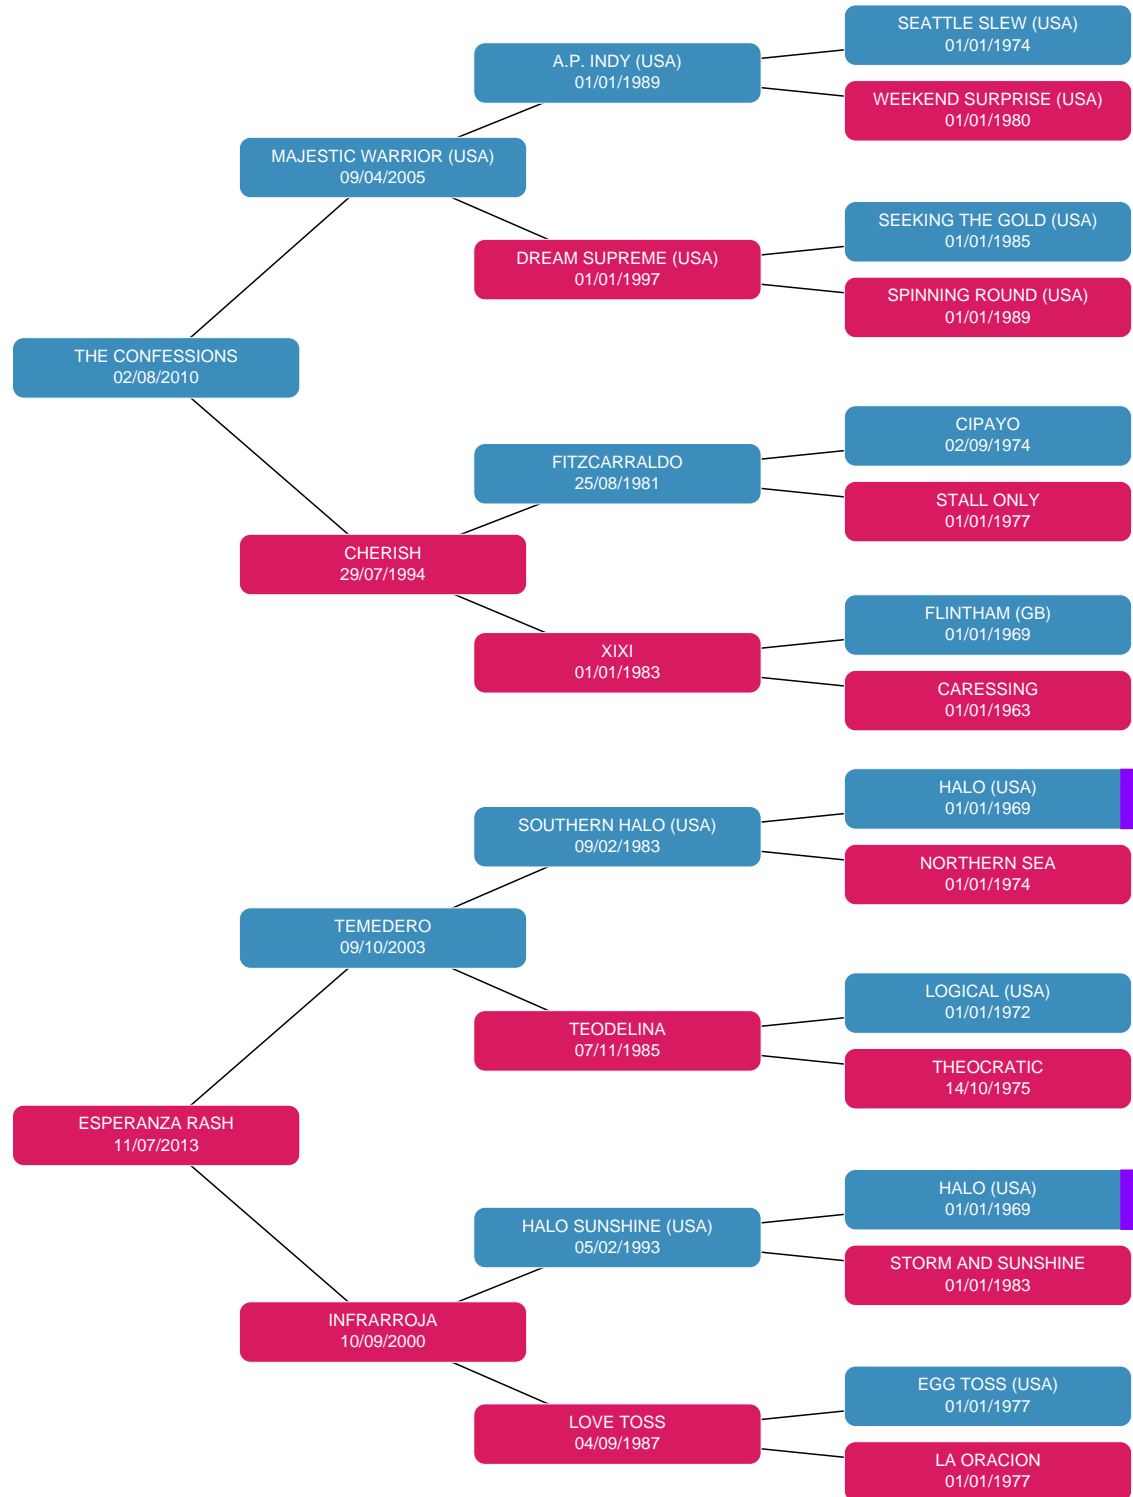 SEATTLE SLEW (USA)
01/01/1974
A.P. INDY (USA)
01/01/1989
WEEKEND SURPRISE (USA)
01/01/1980
MAJESTIC WARRIOR (USA)
09/04/2005
SEEKING THE GOLD (USA)
01/01/1985
DREAM SUPREME (USA)
01/01/1997
SPINNING ROUND (USA)
01/01/1989
THE CONFESSIONS
02/08/2010
CIPAYO
02/09/1974
FITZCARRALDO
25/08/1981
STALL ONLY
01/01/1977
CHERISH
29/07/1994
FLINTHAM (GB)
01/01/1969
XIXI
01/01/1983
CARESSING
01/01/1963
HALO (USA)
01/01/1969
SOUTHERN HALO (USA)
09/02/1983
NORTHERN SEA
01/01/1974
TEMEDERO
09/10/2003
LOGICAL (USA)
01/01/1972
TEODELINA
07/11/1985
THEOCRATIC
14/10/1975
ESPERANZA RASH
11/07/2013
HALO (USA)
01/01/1969
HALO SUNSHINE (USA)
05/02/1993
STORM AND SUNSHINE
01/01/1983
INFRARROJA
10/09/2000
EGG TOSS (USA)
01/01/1977
LOVE TOSS
04/09/1987
LA ORACION
01/01/1977